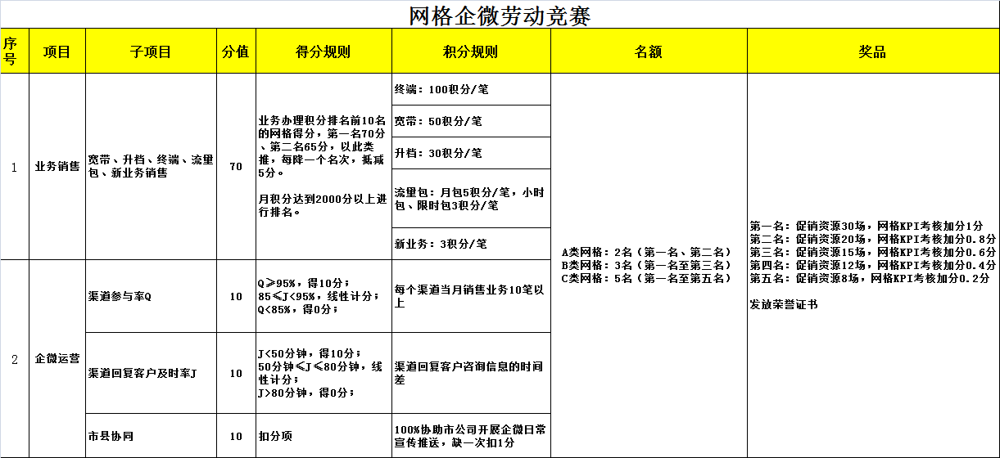 网格企微劳动竞赛
序
号
项目
子项目
分值
得分规则
积分规则
名额
奖品
1
业务销售
宽带、升档、终端、流量
包、新业务销售
70
业务办理积分排名前10名
的网格得分，第一名70分
、第二名65分，以此类
推，每降一个名次，抵减
5分。
月积分达到2000分以上进
行排名。
终端：100积分/笔
宽带：50积分/笔
升档：30积分/笔
流量包：月包5积分/笔，小时
包、限时包3积分/笔
新业务：3积分/笔
A类网格：2名（第一名、第二名）
B类网格：3名（第一名至第三名）
C类网格：5名（第一名至第五名）
第一名：促销资源30场，网格KPI考核加分1分
第二名：促销资源20场，网格KPI考核加分0.8分
第三名：促销资源15场，网格KPI考核加分0.6分
第四名：促销资源12场，网格KPI考核加分0.4分
第五名：促销资源8场，网格KPI考核加分0.2分
发放荣誉证书
2
企微运营
渠道参与率Q
10
Q≥95%，得10分；
85≤J<95%，线性计分；
Q<85%，得0分；
每个渠道当月销售业务10笔以
上
渠道回复客户及时率J
10
J<50分钟，得10分；
50分钟≤J≤80分钟，线
性计分；
J>80分钟，得0分；
渠道回复客户咨询信息的时间
差
市县协同
10
扣分项
100%协助市公司开展企微日常
宣传推送，缺一次扣1分